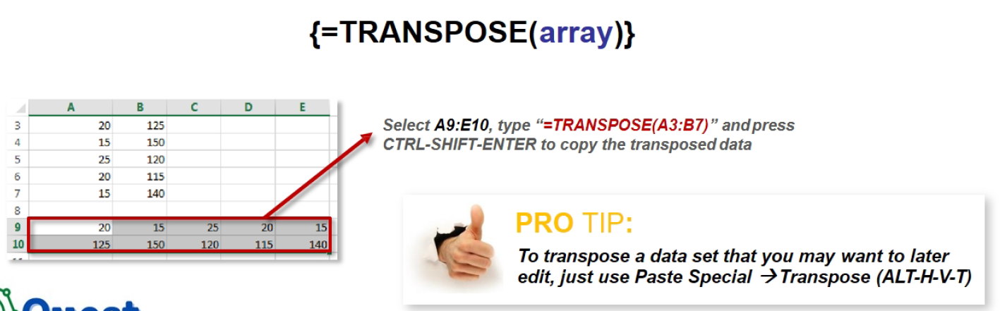 {=TRANSPOSE(array)}
A B C D E
3 20 125
4 15 150
5 25 120
6 20 115
7 15 140
8
9 20 15 25 20 15
10 125 150 120 115 140
Select A9:E10, type “=TRANSPOSE(A3:B7)” and press
CTRL-SHIFT-ENTER to copy the transposed data
PRO TIP:
To transpose a data set that you may want to later
edit, just use Paste Special → Transpose (ALT-H-V-T)